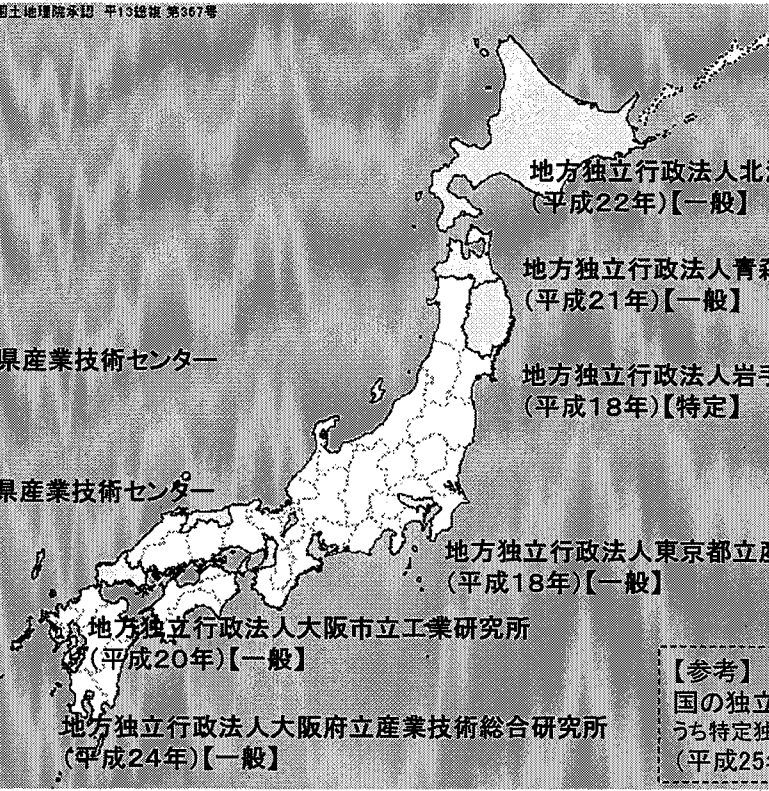 国土地理院承認 平13総複 第367号
地方独立行政法人北
(平成22年)【一般】
地方独立行政法人青森
(平成21年)【一般】
県産業技術センター
地方独立行政法人岩手
(平成18年)【特定】
県産業技術センター
地方独立行政法人東京都立産
(平成18年)【一般】
地方独立行政法人大阪市立工業研究所
(平成20年)【一般】
地方独立行政法人大阪府立産業技術総合研究所
(平成24年)【一般】
【参考】
国の独立
うち特定独
(平成25年